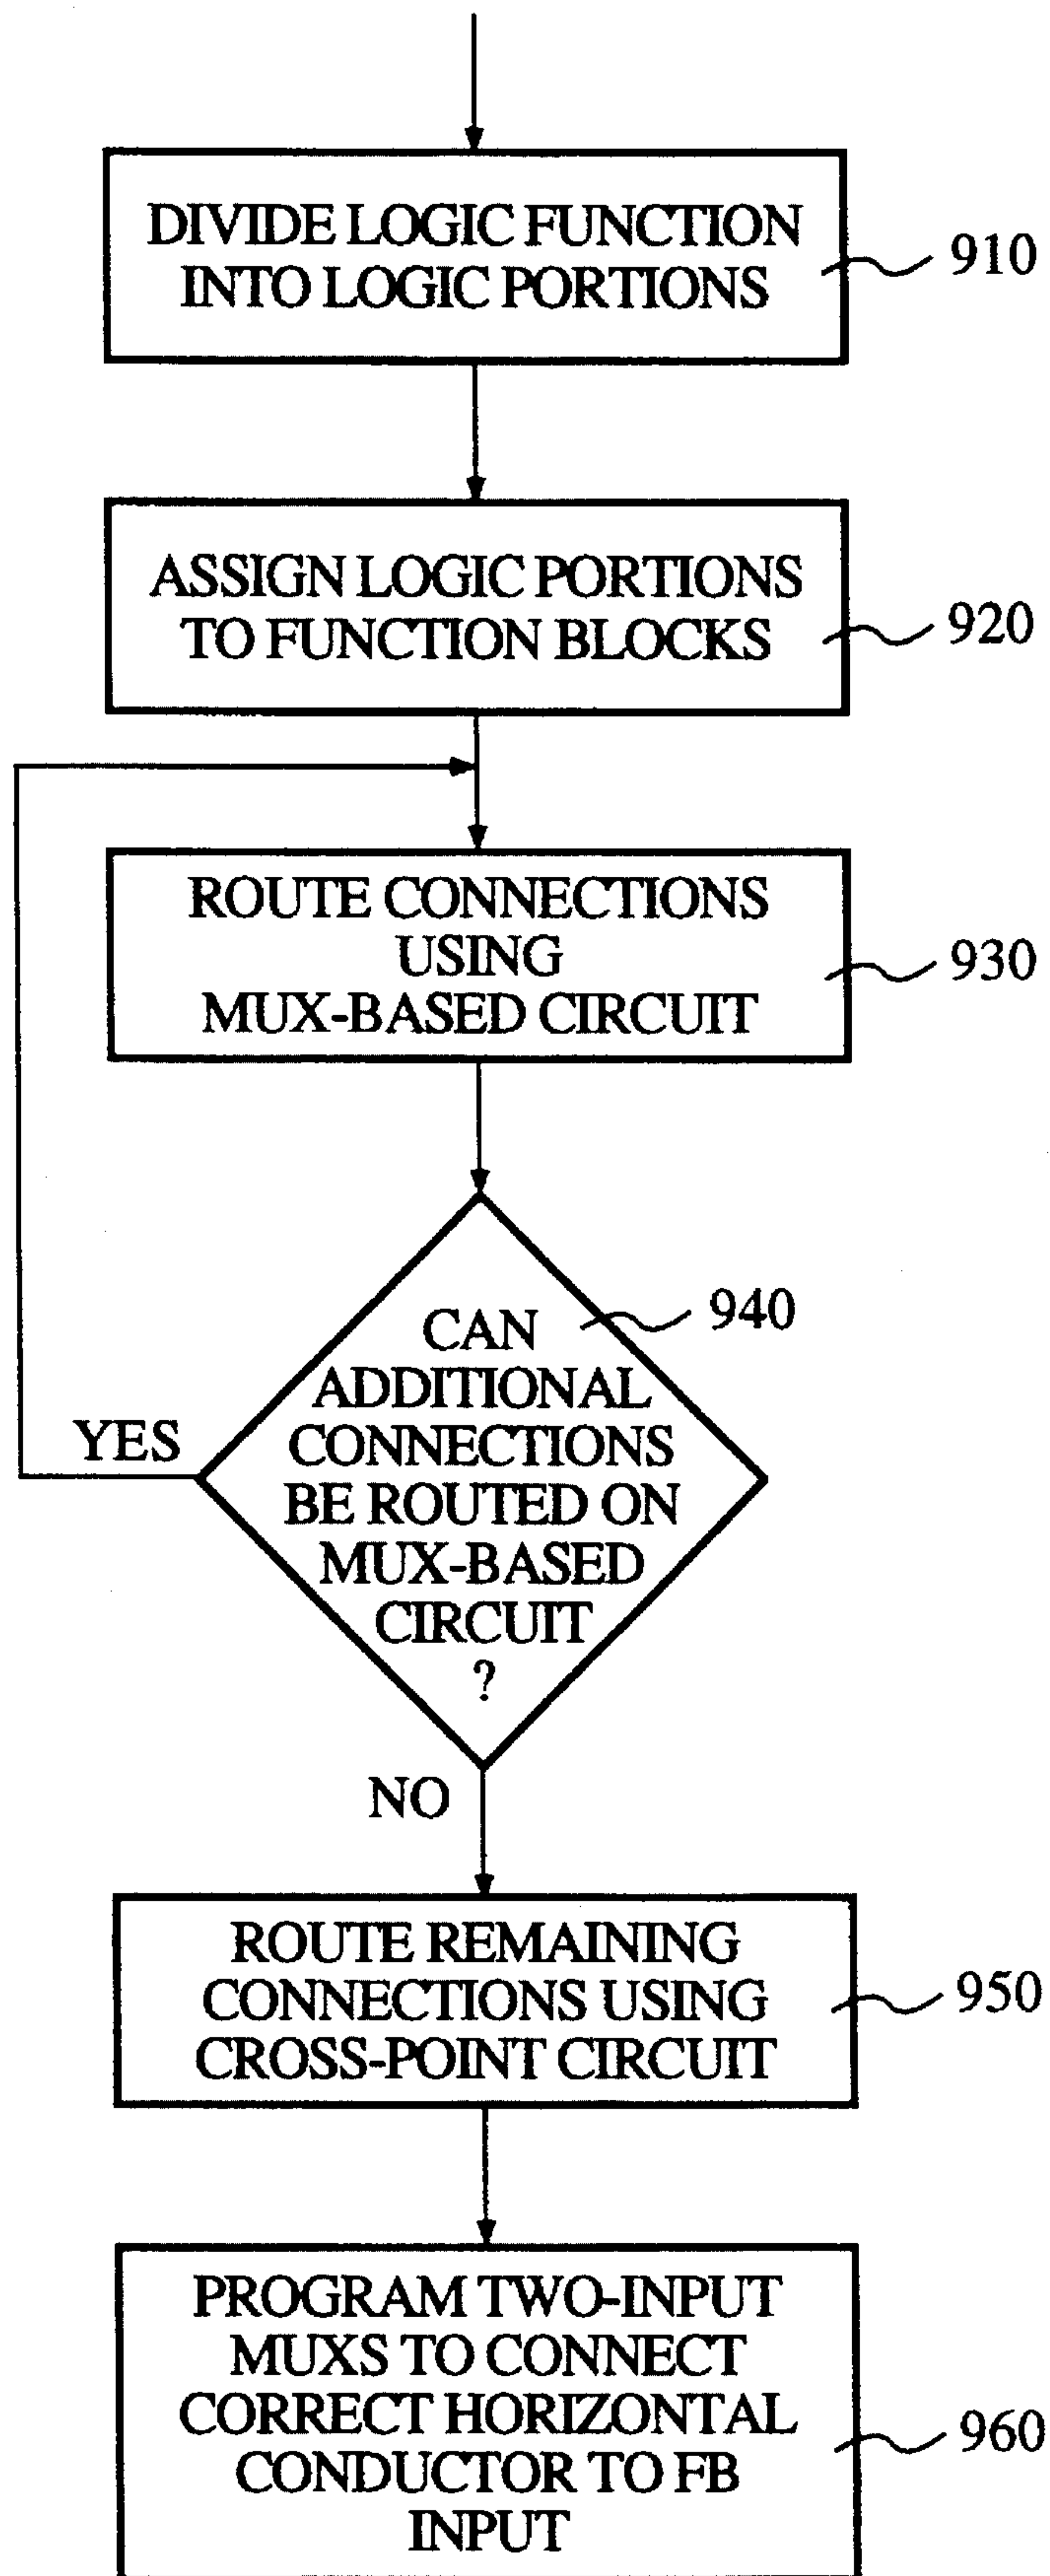 DIVIDE LOGIC FUNCTION
INTO LOGIC PORTIONS
910
ASSIGN LOGIC PORTIONS
TO FUNCTION BLOCKS
920
ROUTE CONNECTIONS
USING
MUX-BASED CIRCUIT
930
940
CAN
ADDITIONAL
CONNECTIONS
BE ROUTED ON
MUX-BASED
CIRCUIT
?
YES
NO
ROUTE REMAINING
CONNECTIONS USING
CROSS-POINT CIRCUIT
950
PROGRAM TWO-INPUT
MUXS TO CONNECT
CORRECT HORIZONTAL
CONDUCTOR TO FB
INPUT
960